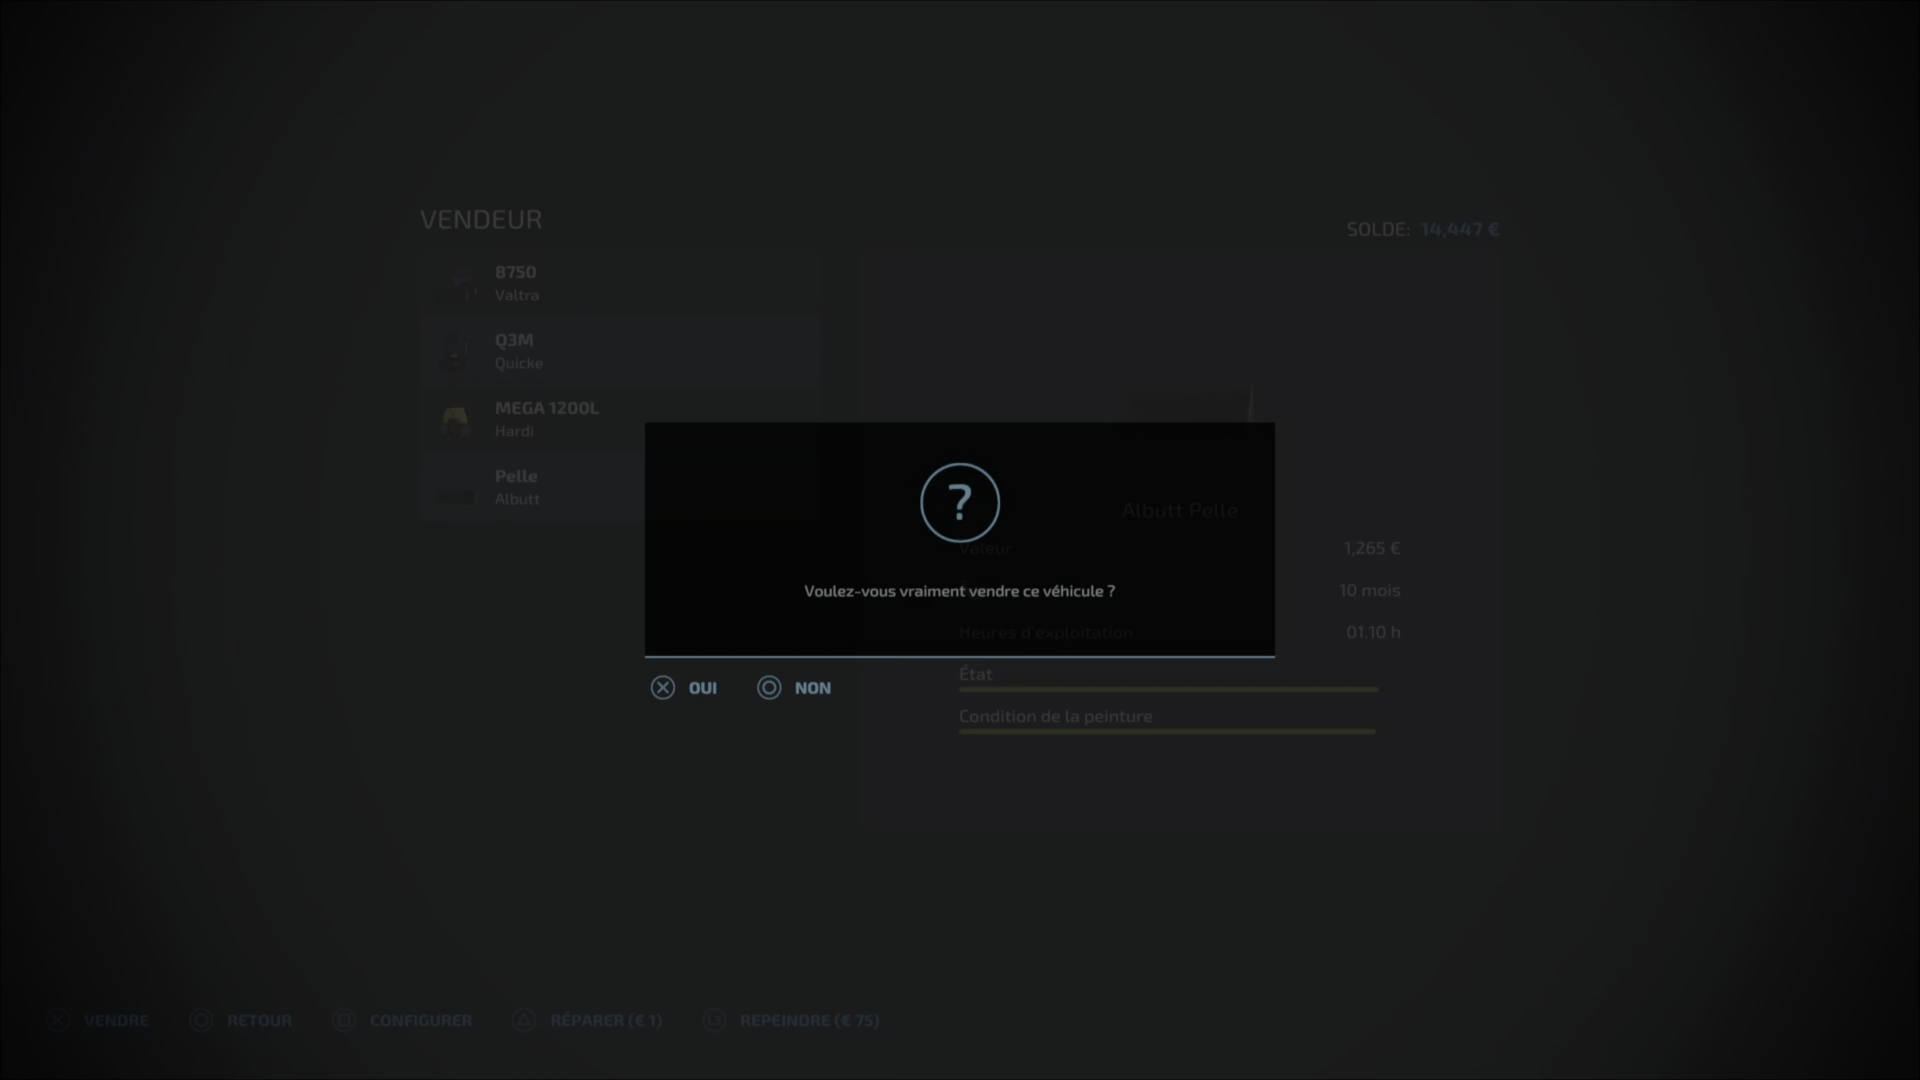 VENDEUR
SOLDE: 14,447 €
8750
Valtra
Q3M
Quicke
MEGA 1200L
Hardi
Pelle
Albutt
?
Albutt Pelle
Valeur
1,265 €
Voulez-vous vraiment vendre ce véhicule ?
10 mois
Heures d'exploitation
01,10 h
État
OUI
NON
Condition de la peinture
VENDRE
RETOUR
CONFIGURER
RÉPARER (€ 1)
L3
REPEINDRE (€ 75)